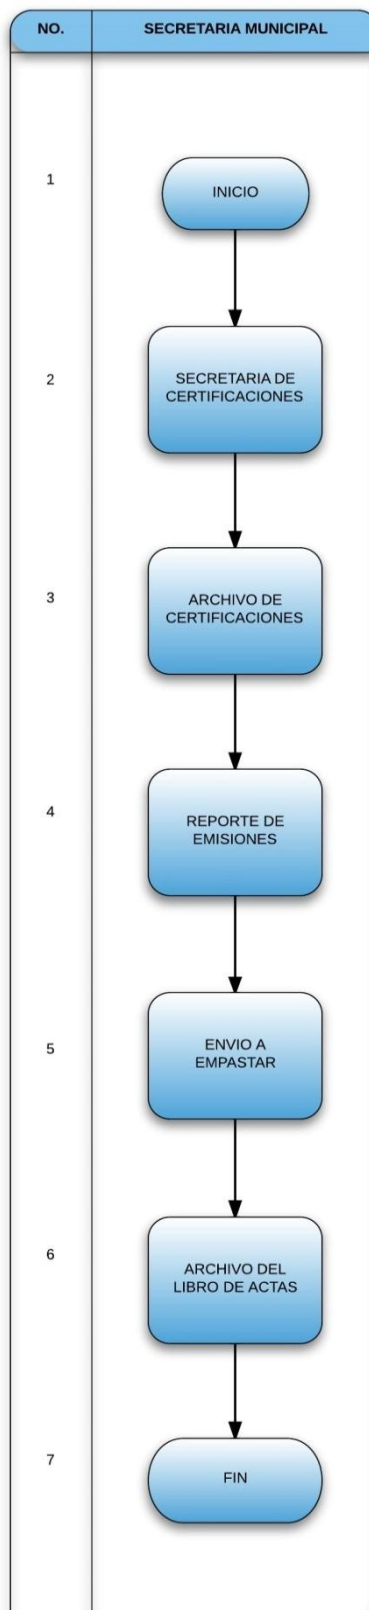 NO. SECRETARIA MUNICIPAL
1 INICIO
2 SECRETARIA DE
CERTIFICACIONES
3 ARCHIVO DE
CERTIFICACIONES
4 REPORTE DE
EMISIONES
5 ENVIO A
EMPASTAR
6 ARCHIVO DEL
LIBRO DE ACTAS
7 FIN